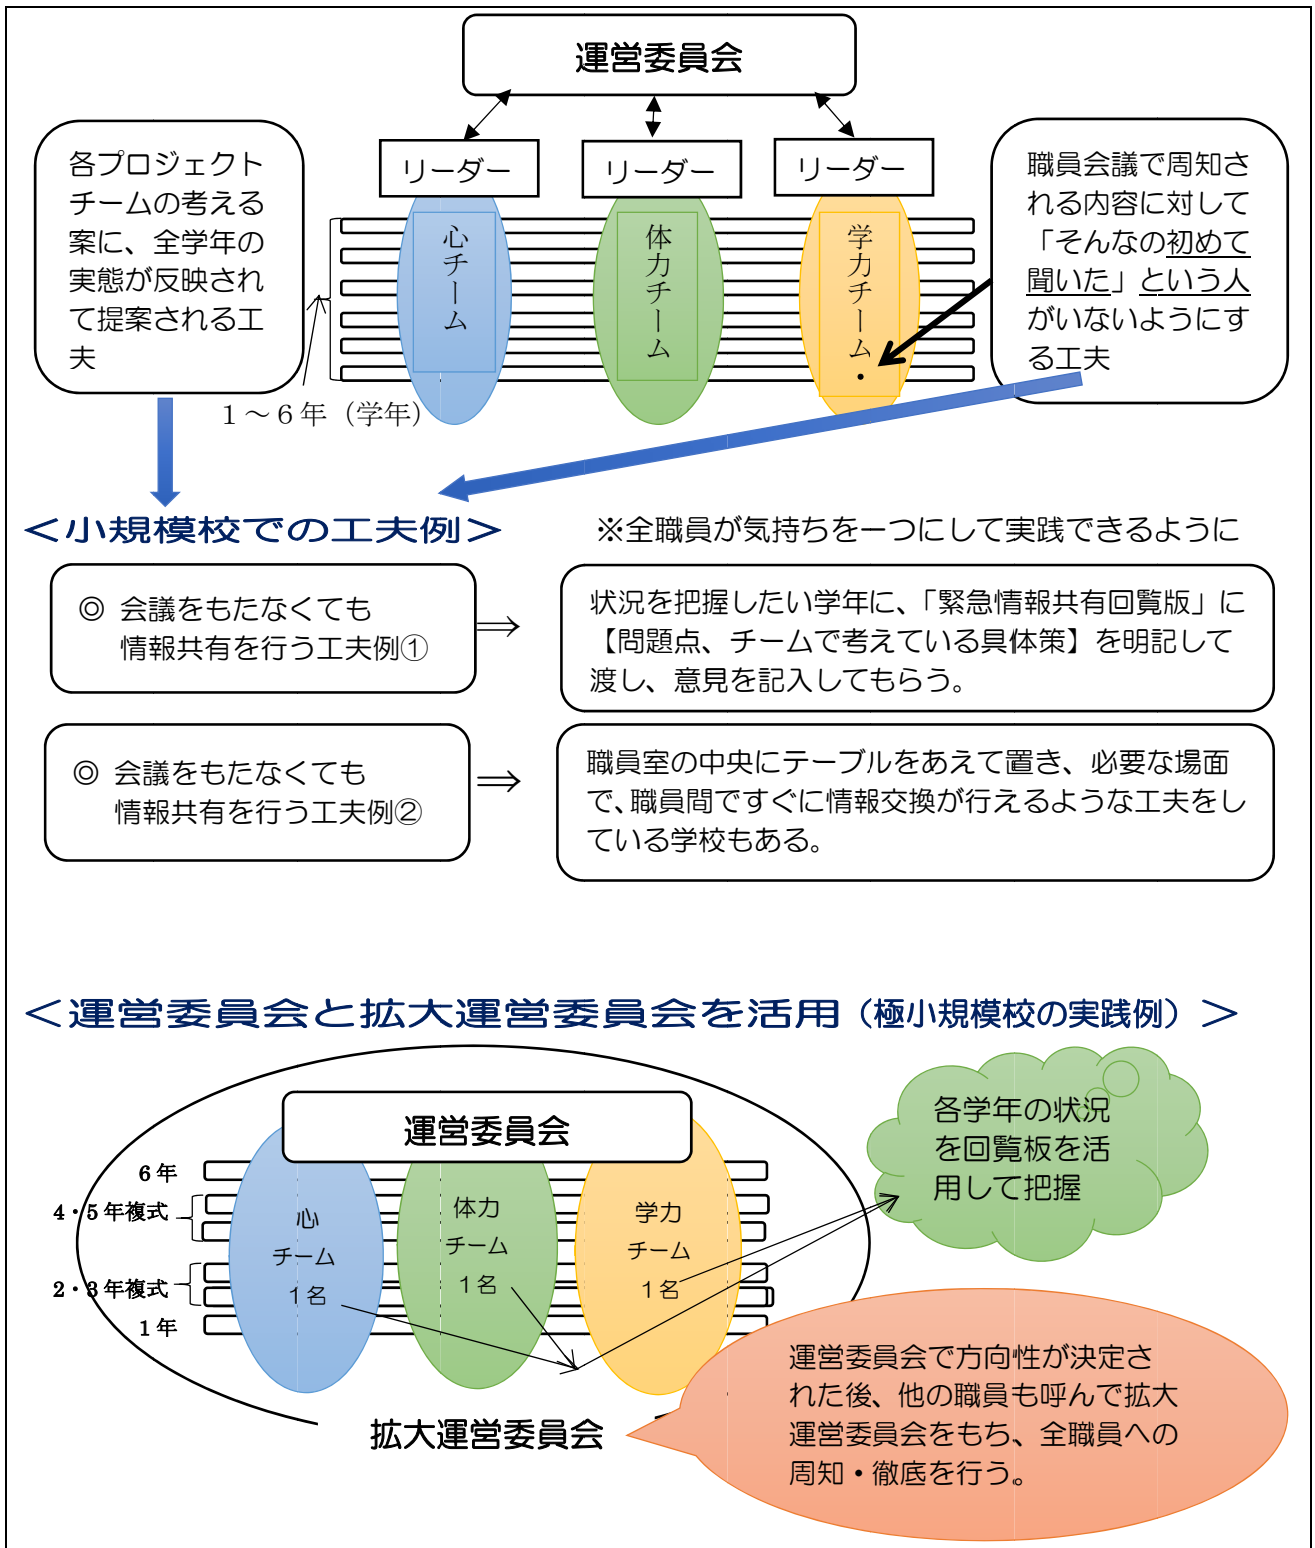 運営委員会
リーダー
リーダー
リーダー
各プロジェクト
チームの考える
案に、全学年の
実態が反映され
て提案される工
夫
心チーム
体力チーム
学力チーム・
職員会議で周知さ
れる内容に対して
「そんなの初めて
聞いた」という人
がいないようにす
る工夫
1～6年（学年）
＜小規模校での工夫例＞
※全職員が気持ちを一つにして実践できるように
◎ 会議をもたなくても
情報共有を行う工夫例①
⇒
状況を把握したい学年に、「緊急情報共有回覧版」に
【問題点、チームで考えている具体策】を明記して
渡し、意見を記入してもらう。
◎ 会議をもたなくても
情報共有を行う工夫例②
⇒
職員室の中央にテーブルをあえて置き、必要な場面
で、職員間ですぐに情報交換が行えるような工夫をし
ている学校もある。
＜運営委員会と拡大運営委員会を活用（極小規模校の実践例）＞
運営委員会
6年
4・5年複式
2・3年複式
1年
心
チーム
1名
体力
チーム
1名
学力
チーム
1名
各学年の状況
を回覧板を活
用して把握
拡大運営委員会
運営委員会で方向性が決定さ
れた後、他の職員も呼んで拡大
運営委員会をもち、全職員への
周知・徹底を行う。